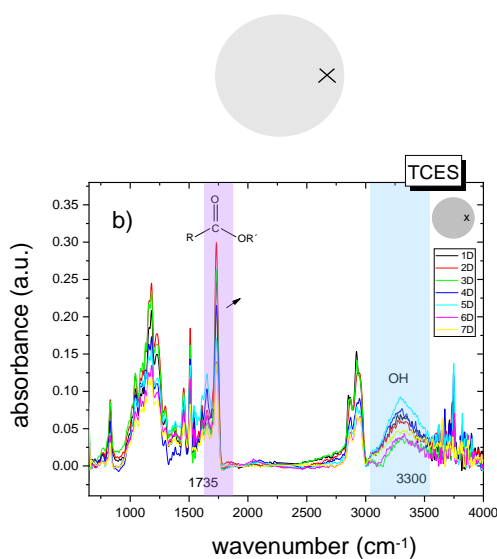 TCES
b)
O
R
C
OR´
x
1D
2D
3D
4D
5D
6D
7D
OH
1735
3300
absorbance (a.u.)
0.35
0.30
0.25
0.20
0.15
0.10
0.05
0.00
1000 1500 2000 2500 3000 3500 4000
wavenumber (cm⁻¹)